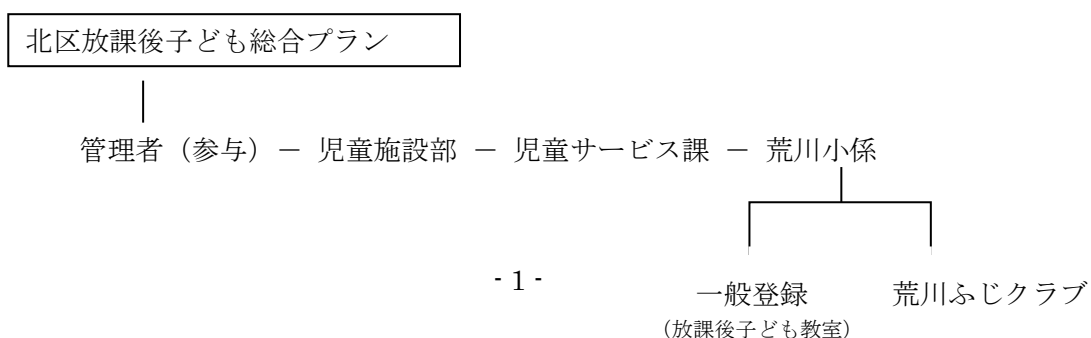 北区放課後子ども総合プラン
管理者（参与）－ 児童施設部 － 児童サービス課 － 荒川小係
- 1 -
一般登録 荒川ふじクラブ
（放課後子ども教室）